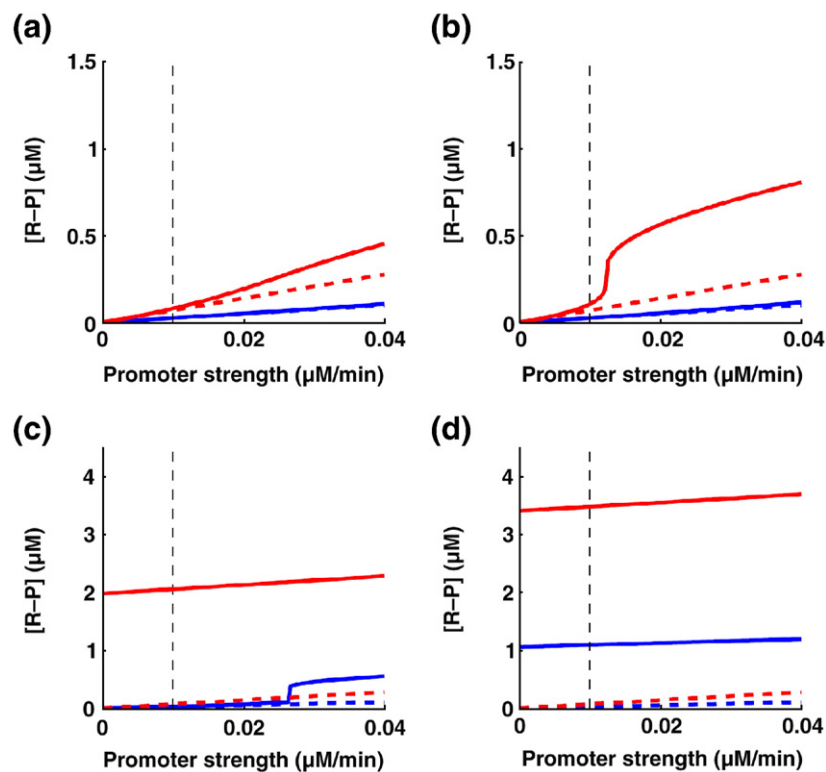 (a)
1.5
1
0.5
0
[R–P] (µM)
0 0.02 0.04
Promoter strength (µM/min)
(b)
1.5
1
0.5
0
[R–P] (µM)
0 0.02 0.04
Promoter strength (µM/min)
(c)
4
3
2
1
0
[R–P] (µM)
0 0.02 0.04
Promoter strength (µM/min)
(d)
4
3
2
1
0
[R–P] (µM)
0 0.02 0.04
Promoter strength (µM/min)